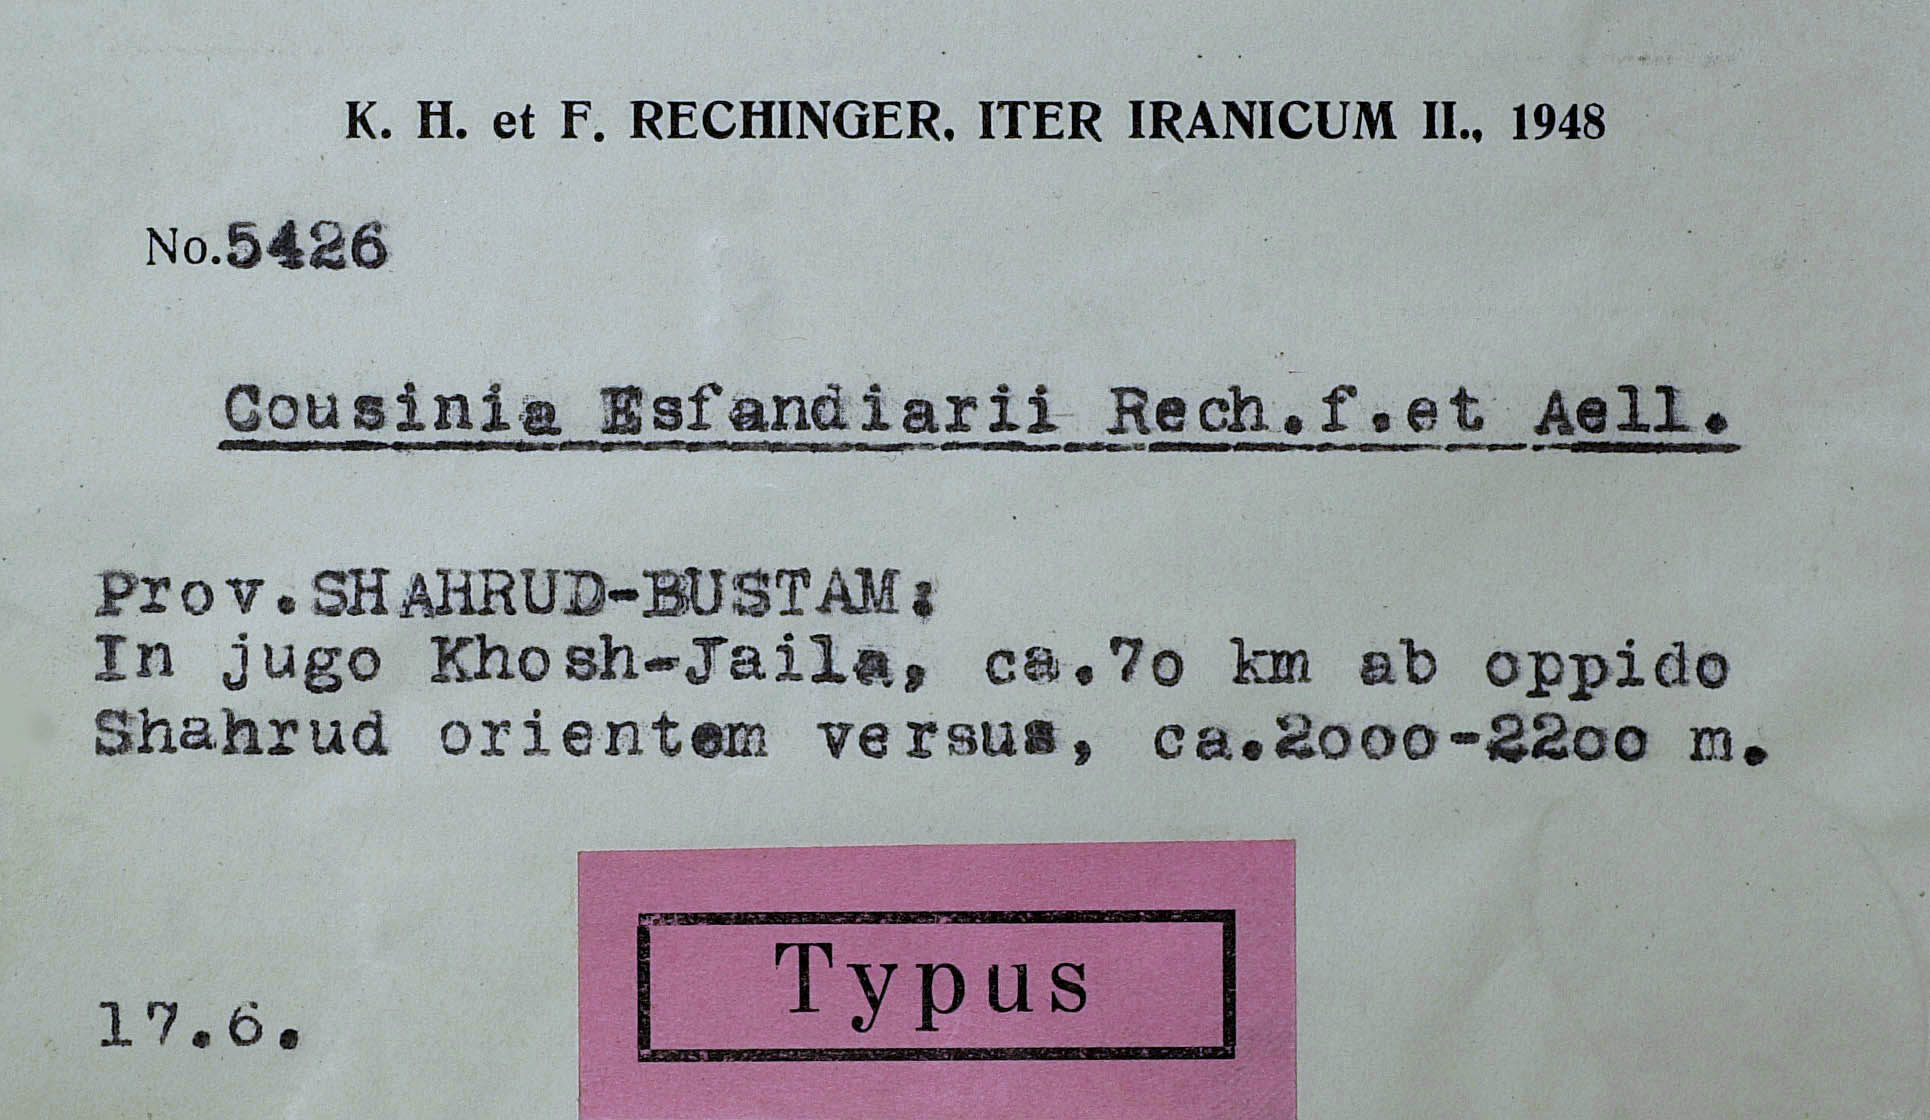 K. H. et F. RECHINGER, ITER IRANICUM II., 1948
No.5426
Cousinia Esfandiarii Rech.f.et Aell.
Prov.SHAHRUD-BUSTAM:
In jugo Khosh-Jaila, ca.7o km ab oppido
Shahrud orientem versus, ca.2ooo-22oo m.
Typus
17.6.